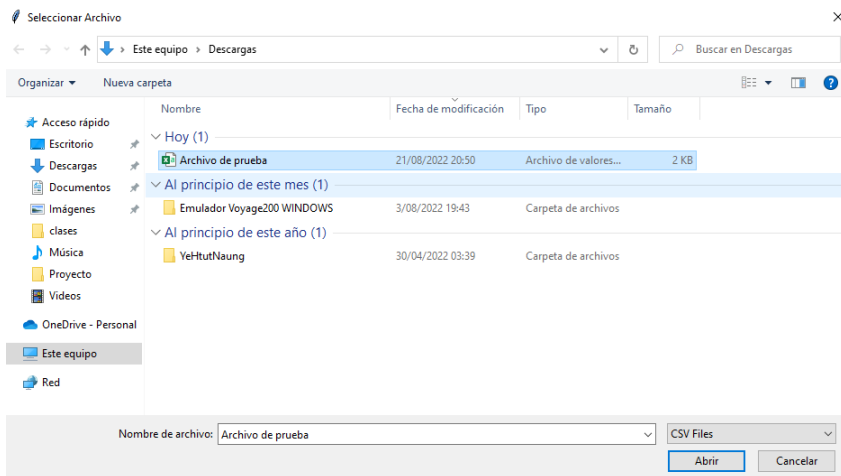 Seleccionar Archivo
Este equipo › Descargas
Buscar en Descargas
Organizar
Nueva carpeta
Nombre
Fecha de modificación
Tipo
Tamaño
Acceso rápido
Escritorio
Descargas
Documentos
Imágenes
clases
Música
Proyecto
Videos
OneDrive - Personal
Este equipo
Red
Hoy (1)
Archivo de prueba 21/08/2022 20:50 Archivo de valores... 2 KB
Al principio de este mes (1)
Emulador Voyage200 WINDOWS 3/08/2022 19:43 Carpeta de archivos
Al principio de este año (1)
YeHtutNaung 30/04/2022 03:39 Carpeta de archivos
Nombre de archivo: Archivo de prueba
CSV Files
Abrir
Cancelar